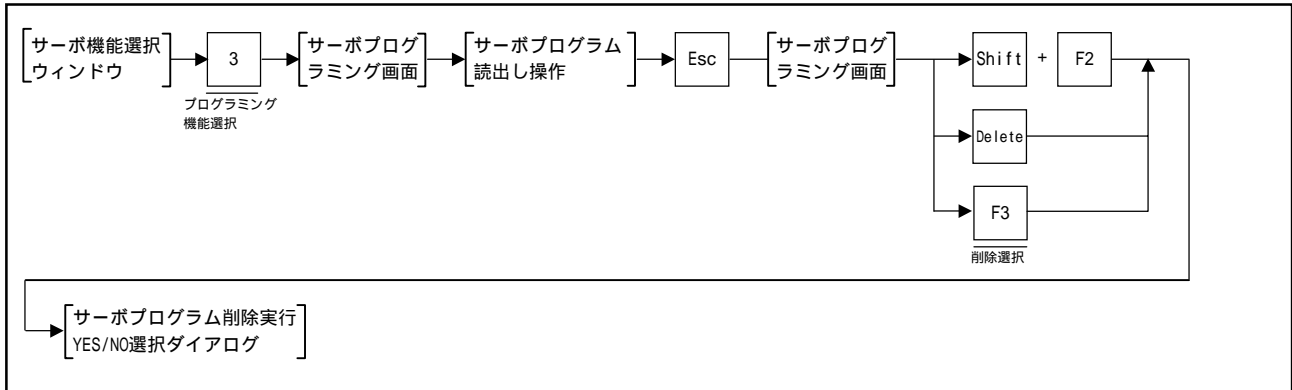 サーボ機能選択
ウィンドウ
3
プログラミング
機能選択
サーボプログ
ラミング画面
サーボプログラム
読出し操作
Esc
サーボプログ
ラミング画面
Shift + F2
Delete
F3
削除選択
サーボプログラム削除実行
YES/NO選択ダイアログ